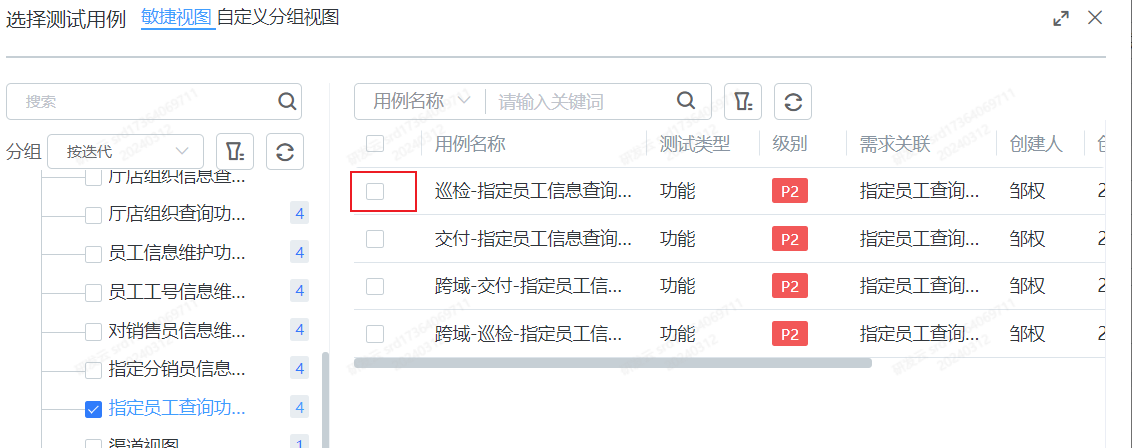 选择测试用例 敏捷视图 自定义分组视图
搜索
分组 按迭代
厅店组织信息查...
厅店组织查询功... 4
员工信息维护功... 4
员工工号信息维... 4
对销售员信息维... 4
指定分销员信息... 4
指定员工查询功... 4
渠道视图 1
用例名称 请输入关键词
用例名称 测试类型 级别 需求关联 创建人
巡检-指定员工信息查询... 功能 P2 指定员工查询... 邹权 2
交付-指定员工信息查询... 功能 P2 指定员工查询... 邹权 2
跨域-交付-指定员工信... 功能 P2 指定员工查询... 邹权 2
跨域-巡检-指定员工信... 功能 P2 指定员工查询... 邹权 2
研发云 srd17364069711
20240312